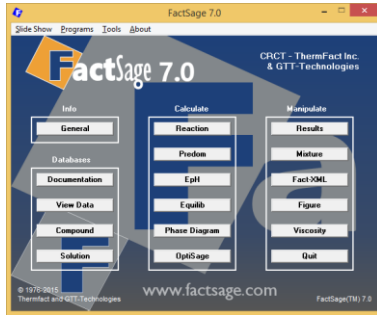 FactSage 7.0
Slide Show Programs Tools About
FactSage 7.0
CRCT - ThermFact Inc.
& GTT-Technologies
Info
General
Databases
Documentation
View Data
Compound
Solution
Calculate
Reaction
Predom
EpH
Equilib
Phase Diagram
OptiSage
Manipulate
Results
Mixture
Fact-XML
Figure
Viscosity
Quit
© 1976-2015
Thermfact and GTT-Technologies
www.factsage.com
FactSage(TM) 7.0